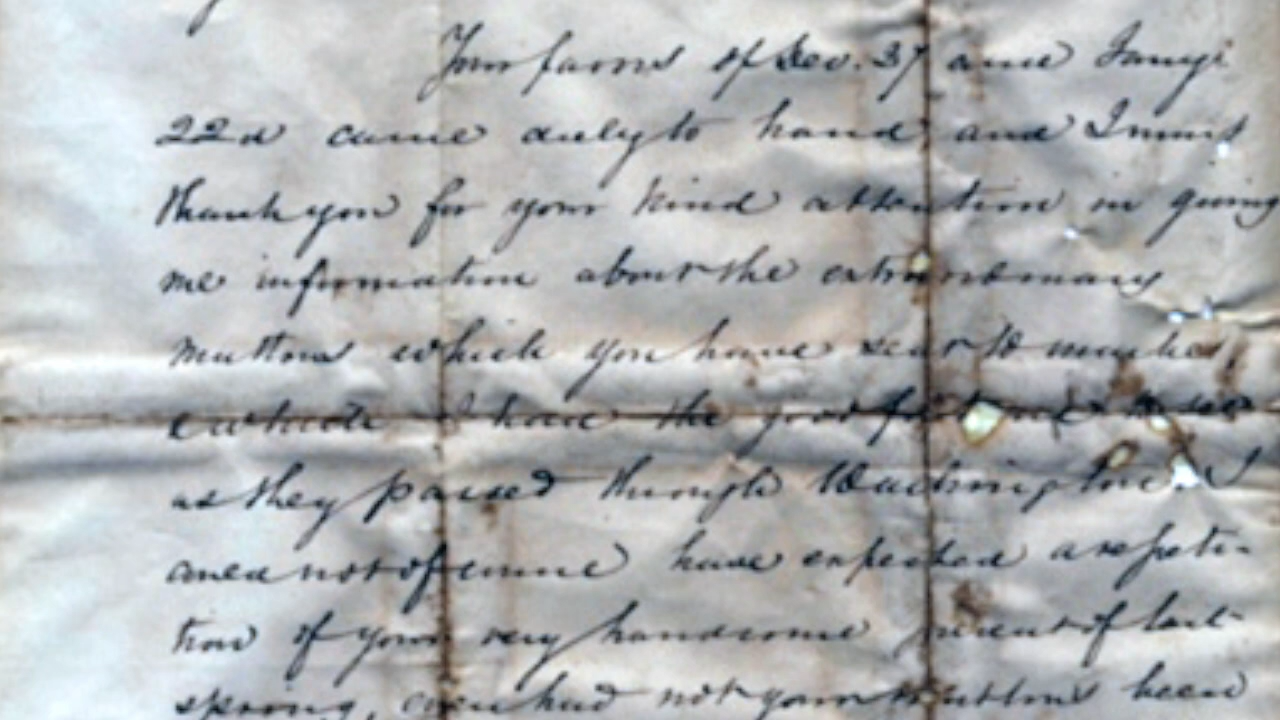 Your favors of Dec. 27 and Jany
22d came duly to hand and I must
thank you for your kind attention in giving
me information about the extraordinary
muttons which you have sent to market
& which I have the good fortune to see
as they passed through Washington. I
could not of course have expected a repeti-
tion of your very handsome present of last
spring, even had not your muttons been